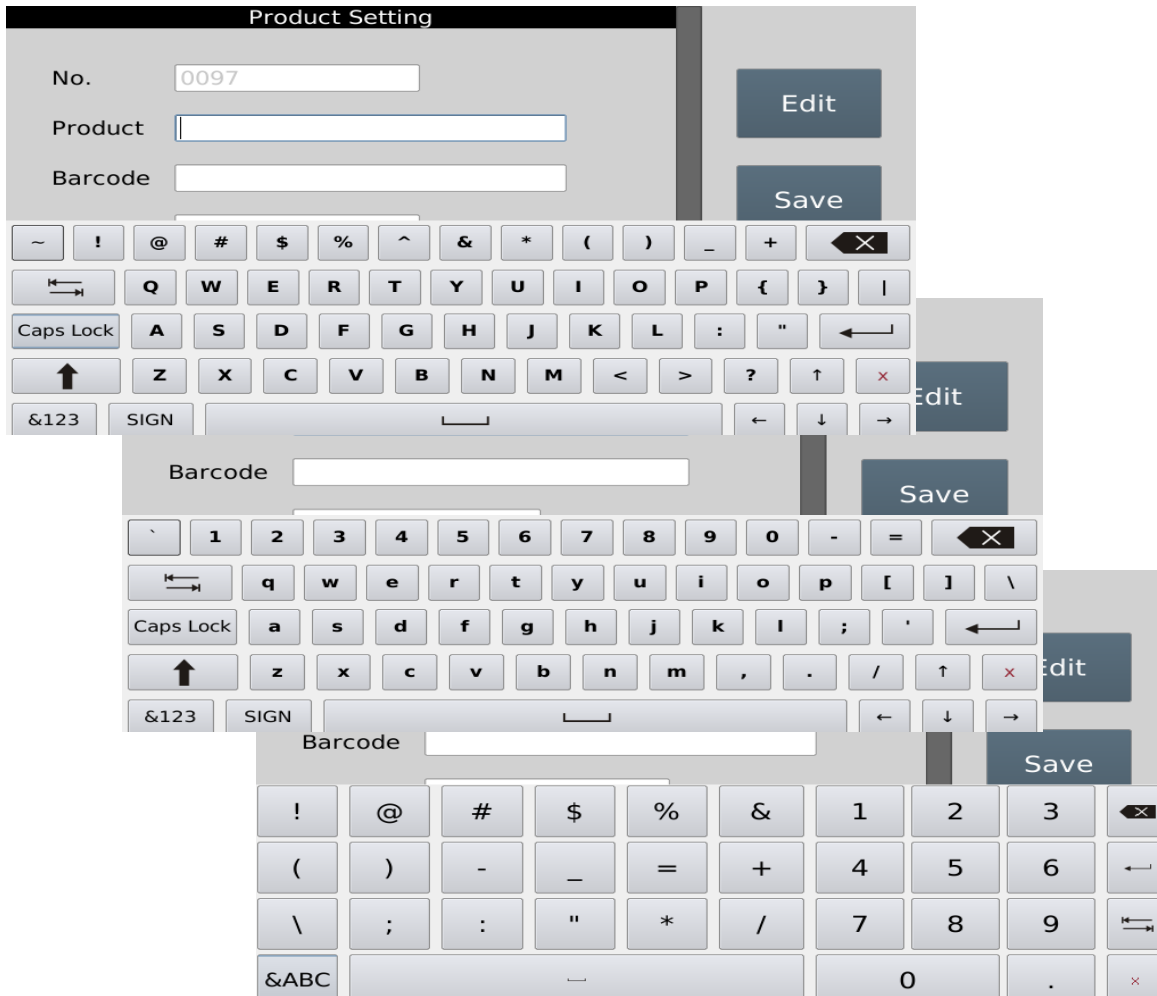 Product Setting
No. 0097
Edit
Product
Barcode
Save
~ ! @ # $ % ^ & * ( ) _ +
Q W E R T Y U I O P { } |
Caps Lock A S D F G H J K L : "
Z X C V B N M < > ? ↑ x
&123 SIGN ← ↓ →
Edit
Barcode
Save
` 1 2 3 4 5 6 7 8 9 0 - =
q w e r t y u i o p [ ] \
Caps Lock a s d f g h j k l ; '
z x c v b n m , . / ↑ x
&123 SIGN ← ↓ →
Edit
Barcode
Save
! @ # $ % & 1 2 3
( ) - _ = + 4 5 6
\ ; : " * / 7 8 9
&ABC 0 . x